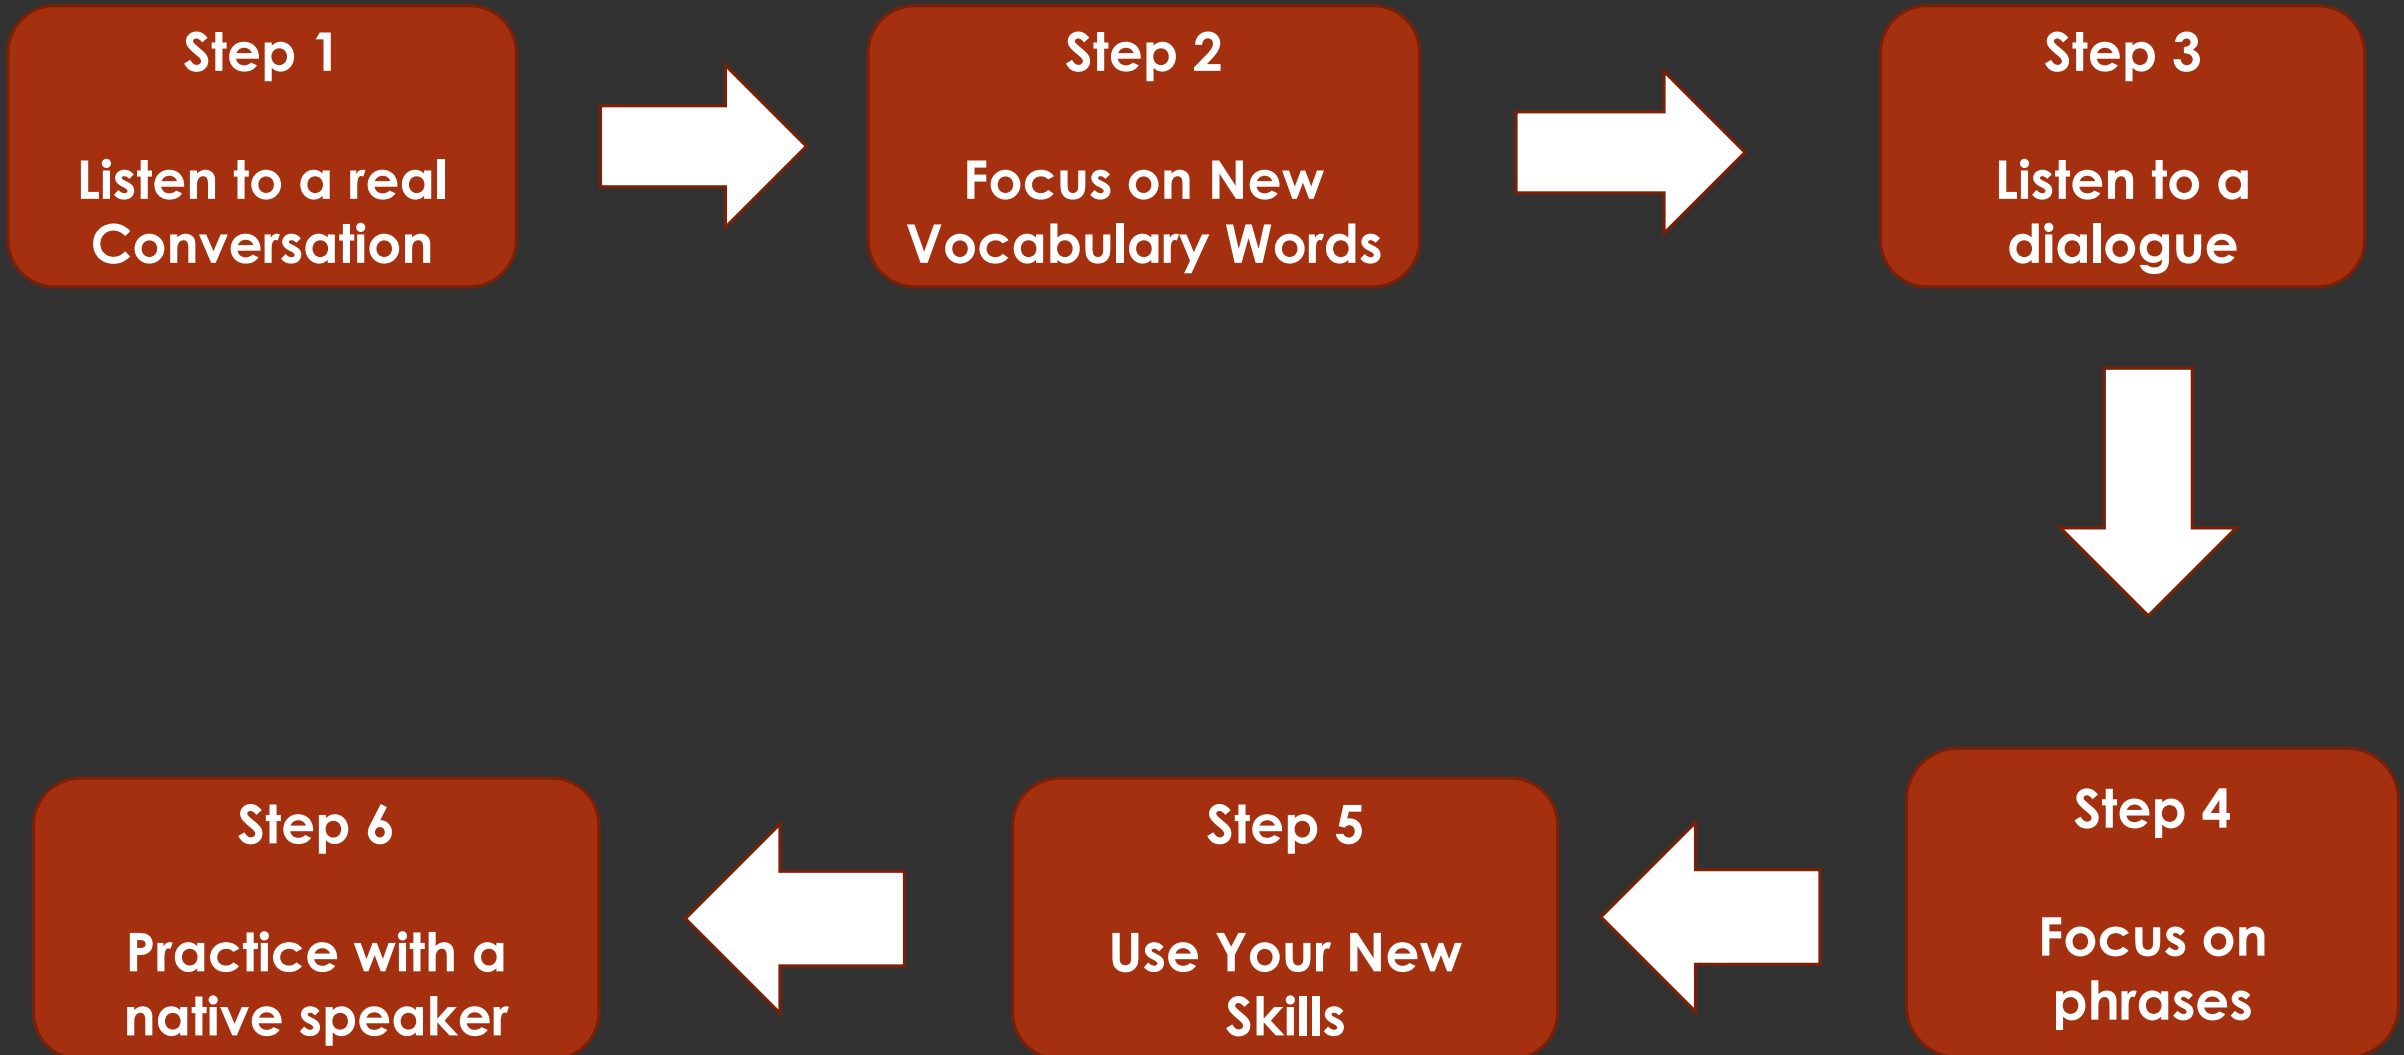 Step 1
Listen to a real
Conversation
Step 2
Focus on New
Vocabulary Words
Step 3
Listen to a
dialogue
Step 4
Focus on
phrases
Step 5
Use Your New
Skills
Step 6
Practice with a
native speaker